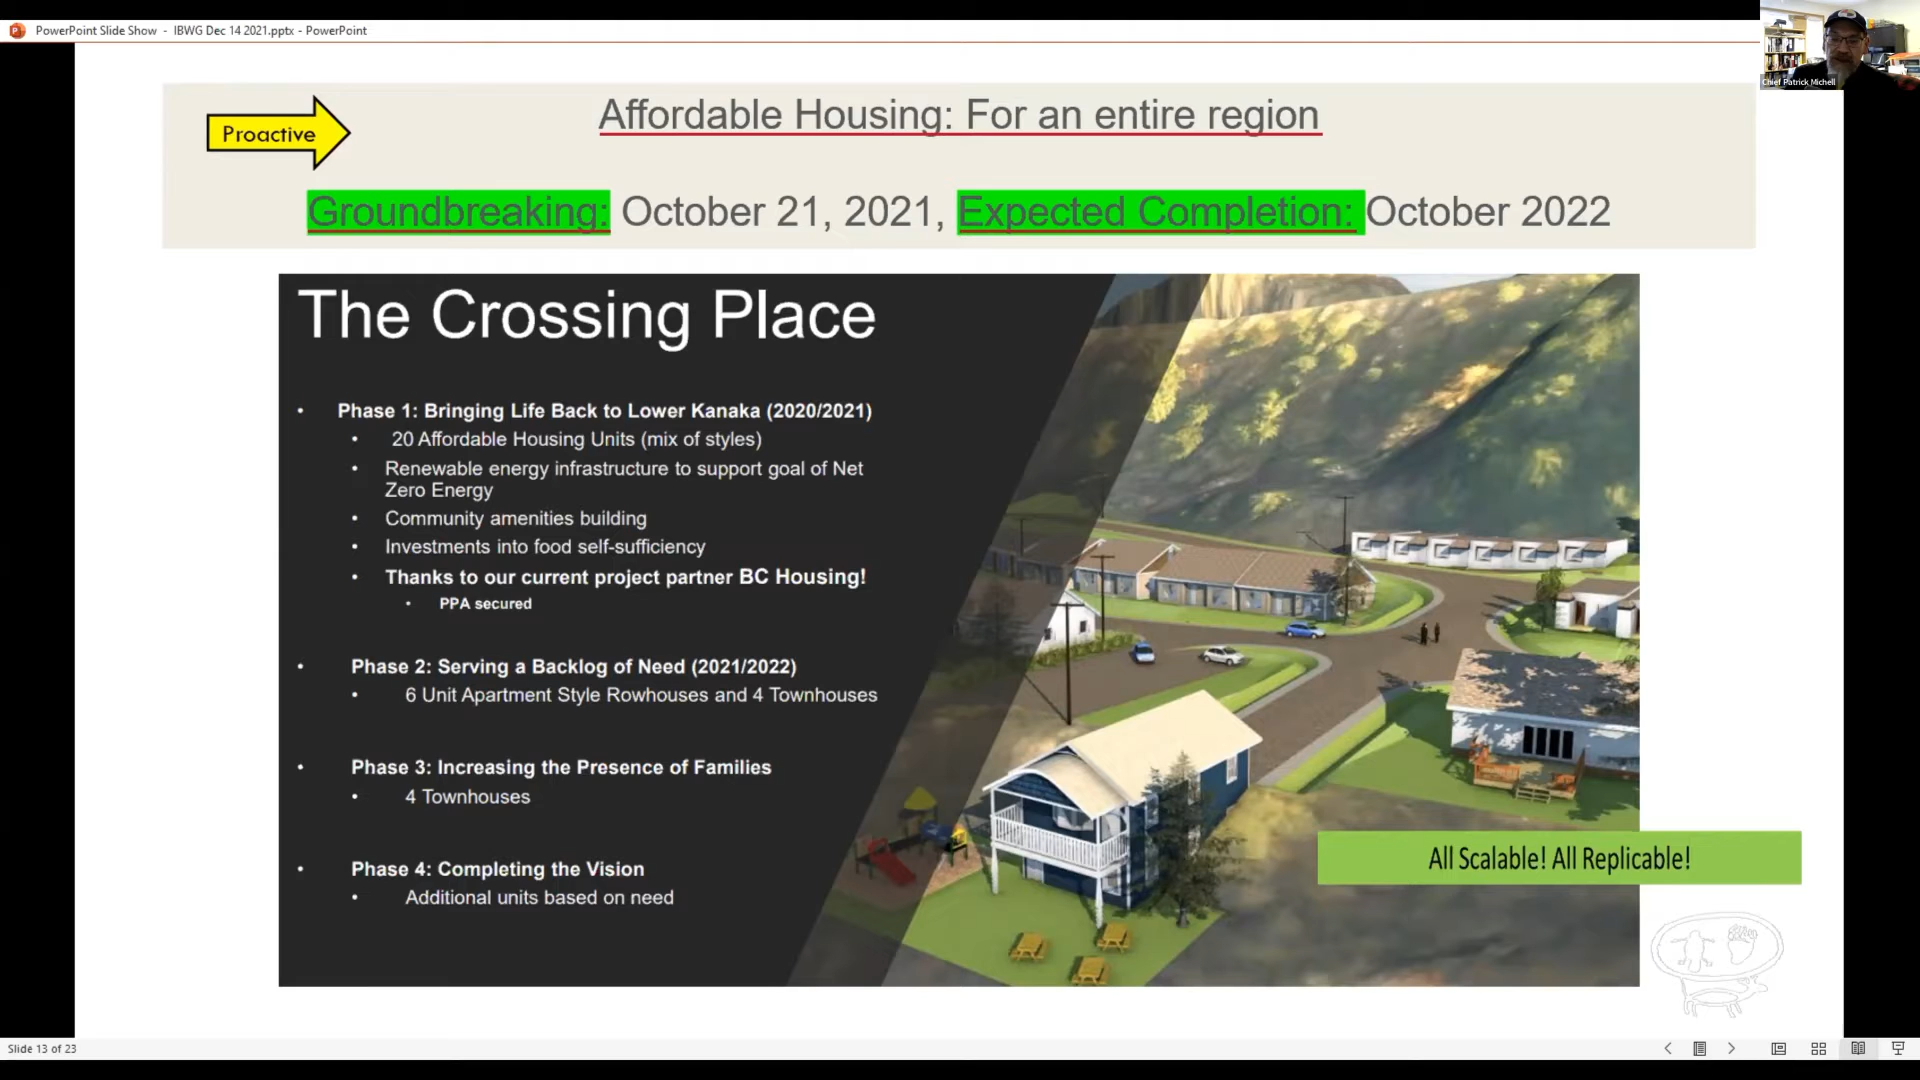 PowerPoint Slide Show - IBWG Dec 14 2021.pptx - PowerPoint
Chief Patrick Michell
Proactive
Affordable Housing: For an entire region
Groundbreaking: October 21, 2021, Expected Completion: October 2022
The Crossing Place
• Phase 1: Bringing Life Back to Lower Kanaka (2020/2021)
• 20 Affordable Housing Units (mix of styles)
• Renewable energy infrastructure to support goal of Net
Zero Energy
• Community amenities building
• Investments into food self-sufficiency
• Thanks to our current project partner BC Housing!
• PPA secured
• Phase 2: Serving a Backlog of Need (2021/2022)
• 6 Unit Apartment Style Rowhouses and 4 Townhouses
• Phase 3: Increasing the Presence of Families
• 4 Townhouses
• Phase 4: Completing the Vision
• Additional units based on need
All Scalable! All Replicable!
Slide 13 of 23